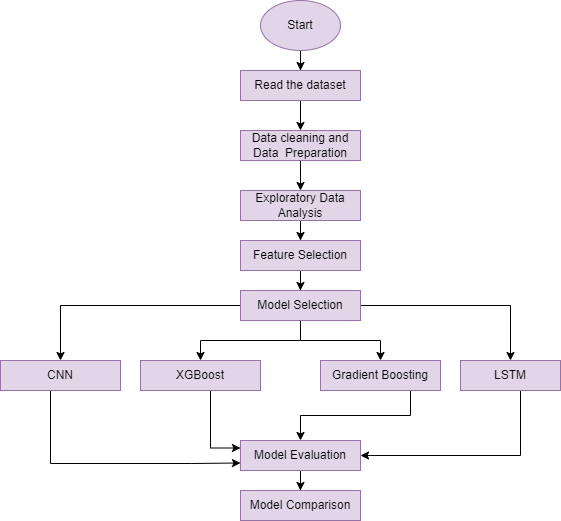 Start
Read the dataset
Data cleaning and
Data  Preparation
Exploratory Data
Analysis
Feature Selection
Model Selection
CNN
XGBoost
Gradient Boosting
LSTM
Model Evaluation
Model Comparison